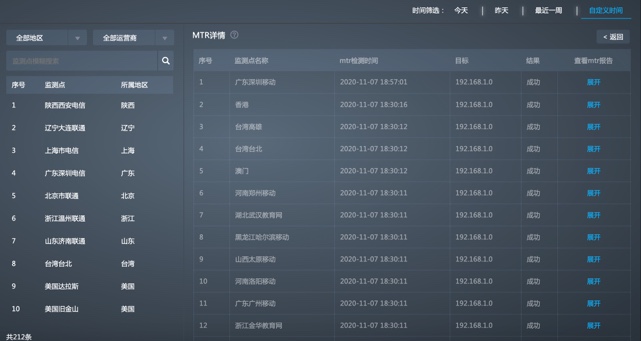 时间筛选： 今天 | 昨天 | 最近一周 | 自定义时间
全部地区 全部运营商
MTR详情 ? < 返回
监测点模糊搜索
序号 监测点 所属地区
1 陕西西安电信 陕西
2 辽宁大连联通 辽宁
3 上海市电信 上海
4 广东深圳电信 广东
5 北京市联通 北京
6 浙江温州联通 浙江
7 山东济南联通 山东
8 台湾台北 台湾
9 美国达拉斯 美国
10 美国旧金山 美国
共212条
序号 监测点名称 mtr检测时间 目标 结果 查看mtr报告
1 广东深圳移动 2020-11-07 18:57:01 192.168.1.0 成功 展开
2 香港 2020-11-07 18:30:16 192.168.1.0 成功 展开
3 台湾高雄 2020-11-07 18:30:12 192.168.1.0 成功 展开
4 台湾台北 2020-11-07 18:30:12 192.168.1.0 成功 展开
5 澳门 2020-11-07 18:30:12 192.168.1.0 成功 展开
6 河南郑州移动 2020-11-07 18:30:11 192.168.1.0 成功 展开
7 湖北武汉教育网 2020-11-07 18:30:11 192.168.1.0 成功 展开
8 黑龙江哈尔滨移动 2020-11-07 18:30:11 192.168.1.0 成功 展开
9 山西太原移动 2020-11-07 18:30:11 192.168.1.0 成功 展开
10 河南洛阳移动 2020-11-07 18:30:11 192.168.1.0 成功 展开
11 广东广州移动 2020-11-07 18:30:11 192.168.1.0 成功 展开
12 浙江金华教育网 2020-11-07 18:30:11 192.168.1.0 成功 展开